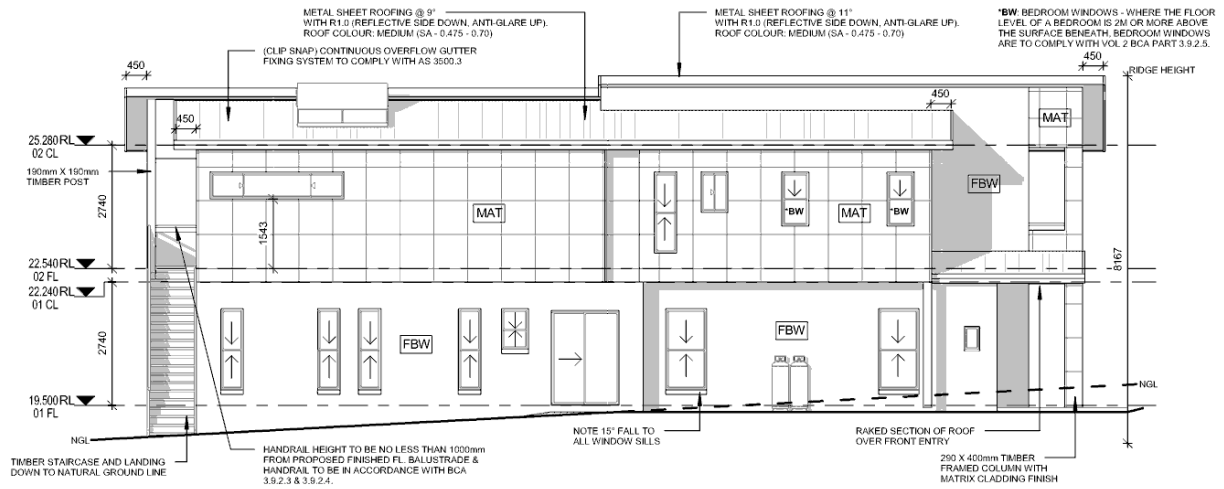 METAL SHEET ROOFING @ 9°
WITH R1.0 (REFLECTIVE SIDE DOWN, ANTI-GLARE UP).
ROOF COLOUR: MEDIUM (SA - 0.475 - 0.70)
METAL SHEET ROOFING @ 11°
WITH R1.0 (REFLECTIVE SIDE DOWN, ANTI-GLARE UP).
ROOF COLOUR: MEDIUM (SA - 0.475 - 0.70)
*BW: BEDROOM WINDOWS - WHERE THE FLOOR
LEVEL OF A BEDROOM IS 2M OR MORE ABOVE
THE SURFACE BENEATH, BEDROOM WINDOWS
ARE TO COMPLY WITH VOL 2 BCA PART 3.9.2.5.
(CLIP SNAP) CONTINUOUS OVERFLOW GUTTER
FIXING SYSTEM TO COMPLY WITH AS 3500.3
450
450
RIDGE HEIGHT
450
450
MAT
25.280RL
02 CL
190mm X 190mm
TIMBER POST
FBW
2740
MAT
*BW
MAT
*BW
1543
22.540RL
02 FL
22.240RL
01 CL
8167
2740
FBW
FBW
19.500RL
01 FL
NGL
NGL
TIMBER STAIRCASE AND LANDING
DOWN TO NATURAL GROUND LINE
HANDRAIL HEIGHT TO BE NO LESS THAN 1000mm
FROM PROPOSED FINISHED FL. BALUSTRADE &
HANDRAIL TO BE IN ACCORDANCE WITH BCA
3.9.2.3 & 3.9.2.4.
NOTE 15° FALL TO
ALL WINDOW SILLS
RAKED SECTION OF ROOF
OVER FRONT ENTRY
290 X 400mm TIMBER
FRAMED COLUMN WITH
MATRIX CLADDING FINISH